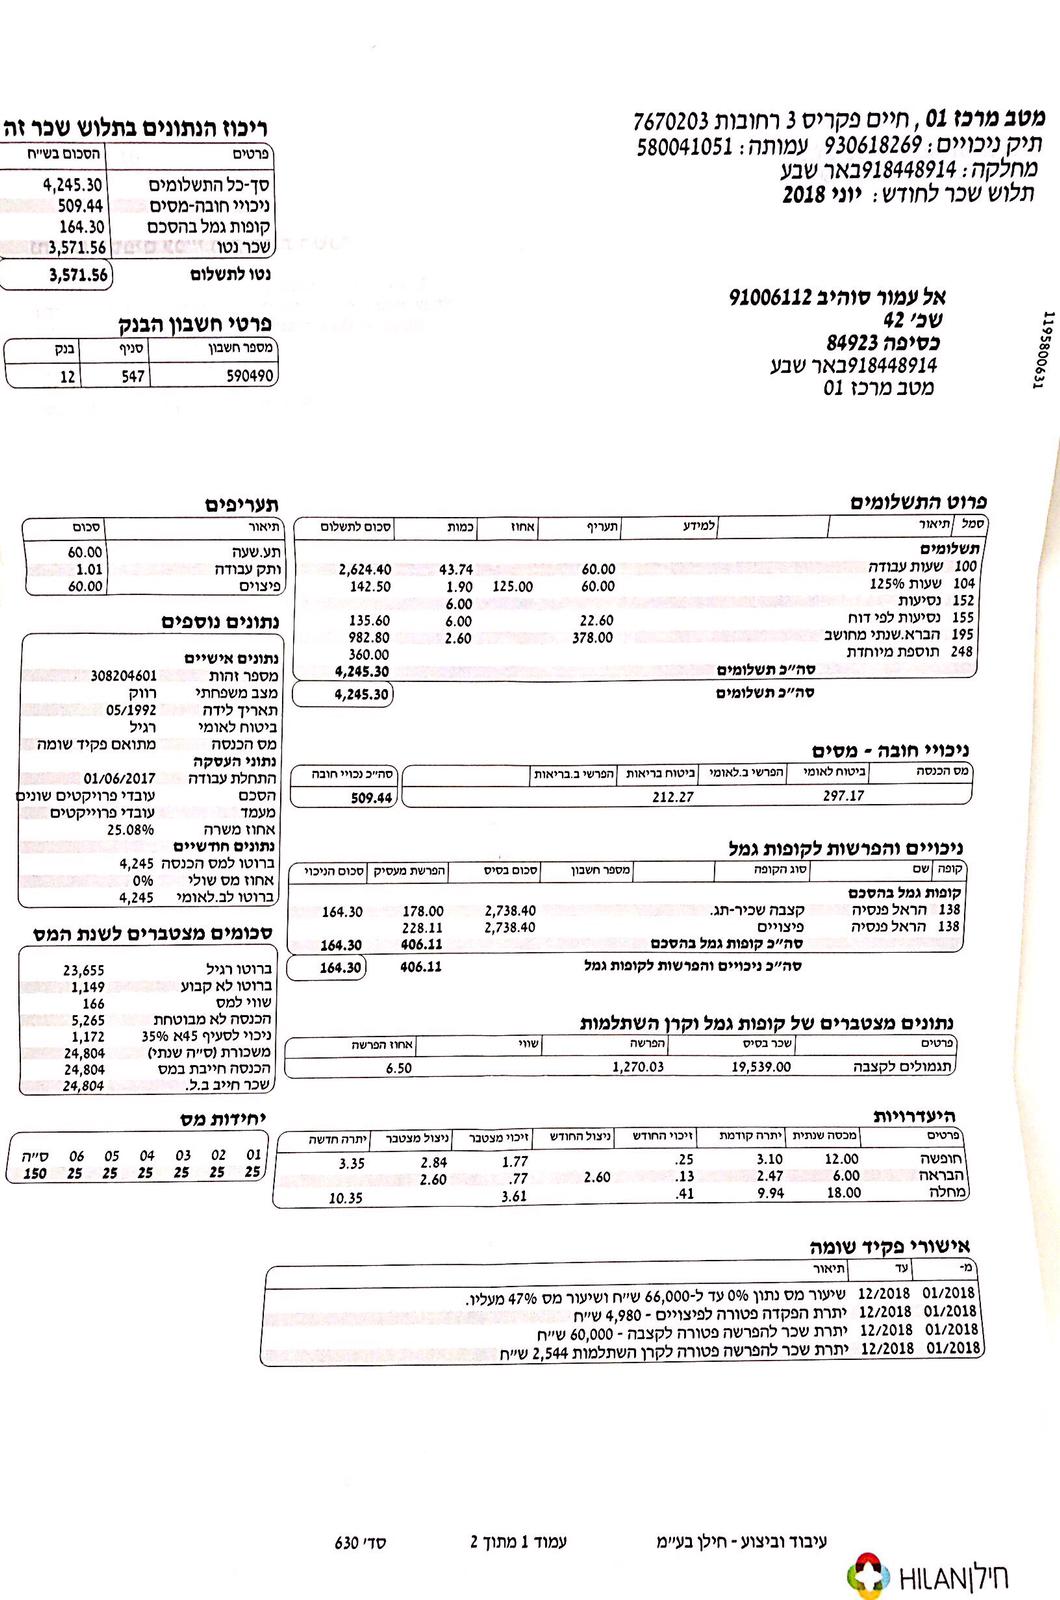 מטב מרכז 01 , חיים פקריס 3 רחובות 7670203
תיק ניכויים: 930618269 עמותה: 580041051
מחלקה: 918448914באר שבע
תלוש שכר לחודש: יוני 2018
ריכוז הנתונים בתלוש שכר זה
פרטים הסכום בש״ח
סך-כל התשלומים 4,245.30
ניכויי חובה-מסים 509.44
קופות גמל בהסכם 164.30
שכר נטו 3,571.56
נטו לתשלום 3,571.56
פרטי חשבון הבנק
מספר חשבון סניף בנק
590490 547 12
אל עמור סוהיב 91006112
שכ׳ 42
כסיפה 84923
918448914באר שבע
מטב מרכז 01
1195800631
פרוט התשלומים
סמל תיאור למידע תעריף אחוז כמות סכום לתשלום
תשלומים
100 שעות עבודה 60.00 43.74 2,624.40
104 שעות 125% 60.00 125.00 1.90 142.50
152 נסיעות 6.00
155 נסיעות לפי דוח 22.60 6.00 135.60
195 הברא.שנתי מחושב 378.00 2.60 982.80
248 תוספת מיוחדת 360.00
סה״כ תשלומים 4,245.30
סה״כ תשלומים 4,245.30
תעריפים
תיאור סכום
תע.שעה 60.00
ותק עבודה 1.01
פיצוים 60.00
נתונים נוספים
נתונים אישיים
מספר זהות 308204601
מצב משפחתי רווק
תאריך לידה 05/1992
ביטוח לאומי רגיל
מס הכנסה מתואם פקיד שומה
נתוני העסקה
התחלת עבודה 01/06/2017
הסכם עובדי פרויקטים שונים
מעמד עובדי פרוייקטים
אחוז משרה 25.08%
נתונים חודשיים
ברוטו למס הכנסה 4,245
אחוז מס שולי 0%
ברוטו לב.לאומי 4,245
ניכויי חובה - מסים
מס הכנסה ביטוח לאומי הפרשי ב.לאומי ביטוח בריאות הפרשי ב.בריאות סה״כ נכויי חובה
297.17 212.27 509.44
ניכויים והפרשות לקופות גמל
קופה שם סוג הקופה מספר חשבון סכום בסיס הפרשת מעסיק סכום הניכוי
קופות גמל בהסכם
138 הראל פנסיה קצבה שכיר-תג. 2,738.40 178.00 164.30
138 הראל פנסיה פיצויים 2,738.40 228.11
סה״כ קופות גמל בהסכם 406.11 164.30
סה״כ ניכויים והפרשות לקופות גמל 406.11 164.30
סכומים מצטברים לשנת המס
ברוטו רגיל 23,655
ברוטו לא קבוע 1,149
שווי למס 166
הכנסה לא מבוטחת 5,265
ניכוי לסעיף 45א 35% 1,172
משכורת (ס״ה שנתי) 24,804
הכנסה חייבת במס 24,804
שכר חייב ב.ל. 24,804
נתונים מצטברים של קופות גמל וקרן השתלמות
פרטים שכר בסיס הפרשה שווי אחוז הפרשה
תגמולים לקצבה 19,539.00 1,270.03 6.50
יחידות מס
01 02 03 04 05 06 ס״ה
25 25 25 25 25 25 150
היעדרויות
פרטים מכסה שנתית יתרה קודמת זיכוי החודש ניצול החודש זיכוי מצטבר ניצול מצטבר יתרה חדשה
חופשה 12.00 3.10 .25 1.77 2.84 3.35
הבראה 6.00 2.47 .13 2.60 .77 2.60
מחלה 18.00 9.94 .41 3.61 10.35
אישורי פקיד שומה
מ- עד תיאור
01/2018 12/2018 שיעור מס נתון 0% עד ל-66,000 ש״ח ושיעור מס 47% מעליו.
01/2018 12/2018 יתרת הפקדה פטורה לפיצויים - 4,980 ש״ח
01/2018 12/2018 יתרת שכר להפרשה פטורה לקצבה - 60,000 ש״ח
01/2018 12/2018 יתרת שכר להפרשה פטורה לקרן השתלמות 2,544 ש״ח
עיבוד וביצוע - חילן בע״מ עמוד 1 מתוך 2 סד׳ 630
חילן HILAN